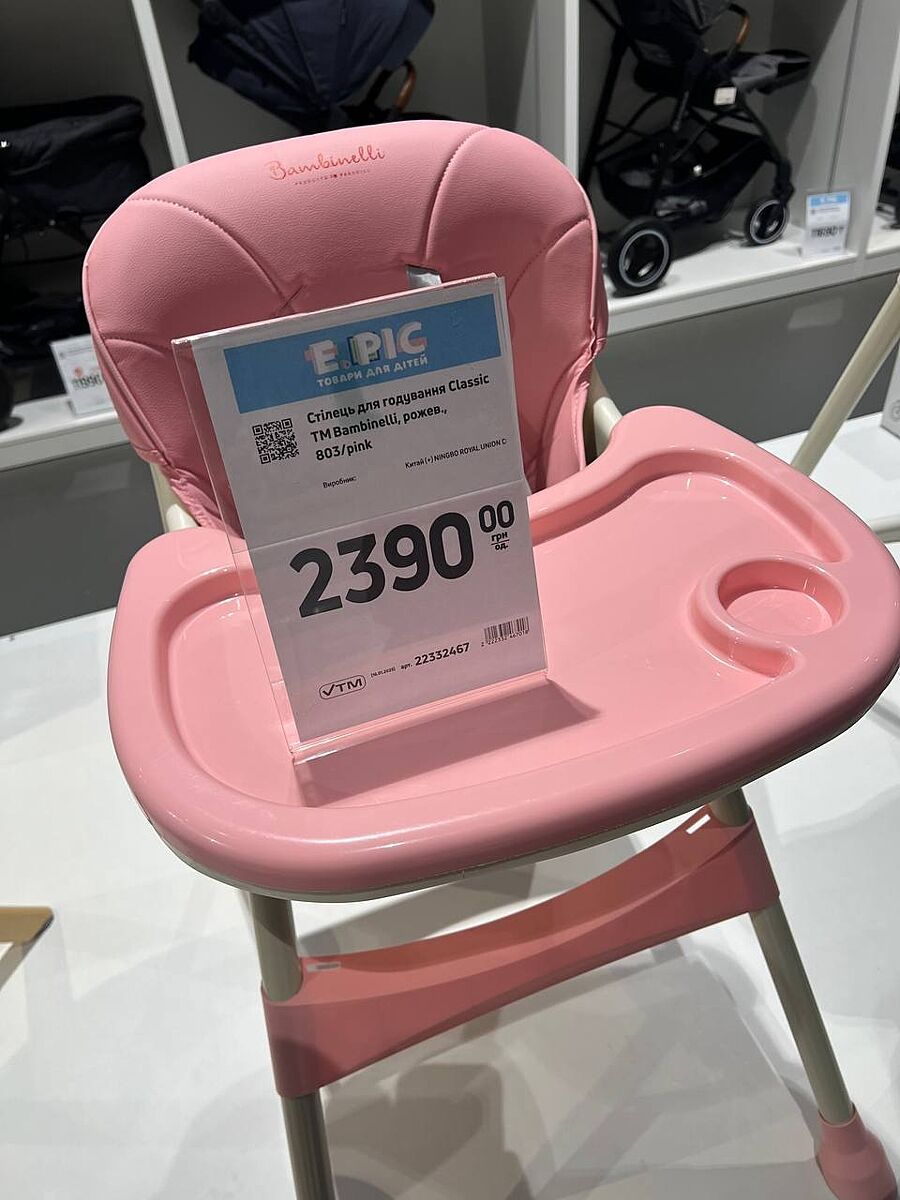 Bambinelli
E.PIC
ТОВАРИ ДЛЯ ДІТЕЙ
Стілець для годування Classic
ТМ Bambinelli, рожев.,
803/pink
Виробник:
Китай (+) NINGBO ROYAL UNION C
2390 00
грн
од.
VTM
арт. 22332467